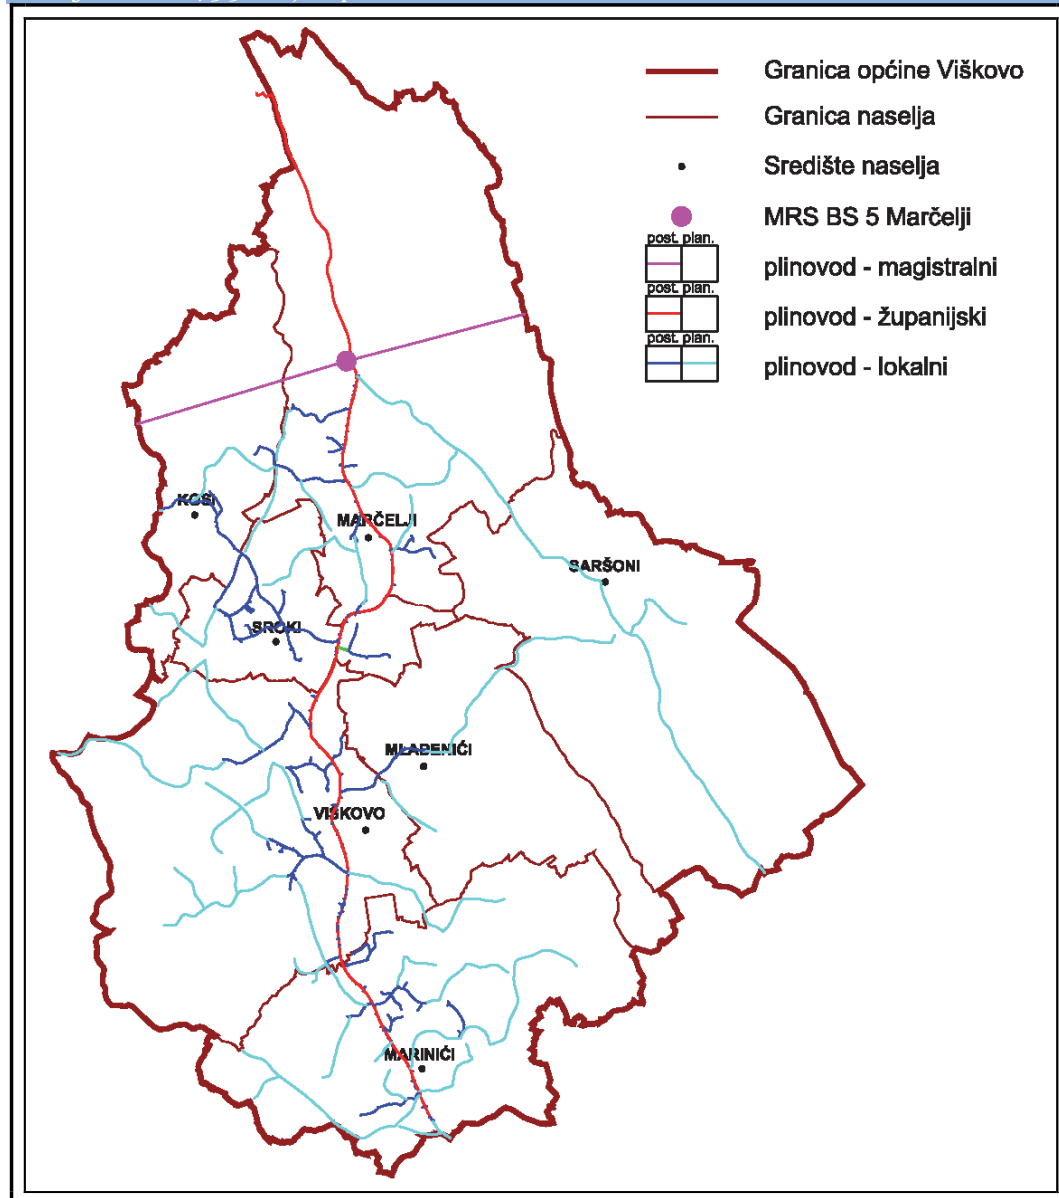 Granica općine Viškovo
Granica naselja
Središte naselja
MRS BS 5 Marčelji
post. plan.
plinovod - magistralni
post. plan.
plinovod - županijski
post. plan.
plinovod - lokalni
KOSI
MARČELJI
SARŠONI
SROKI
MLADENIĆI
VIŠKOVO
MARINIĆI